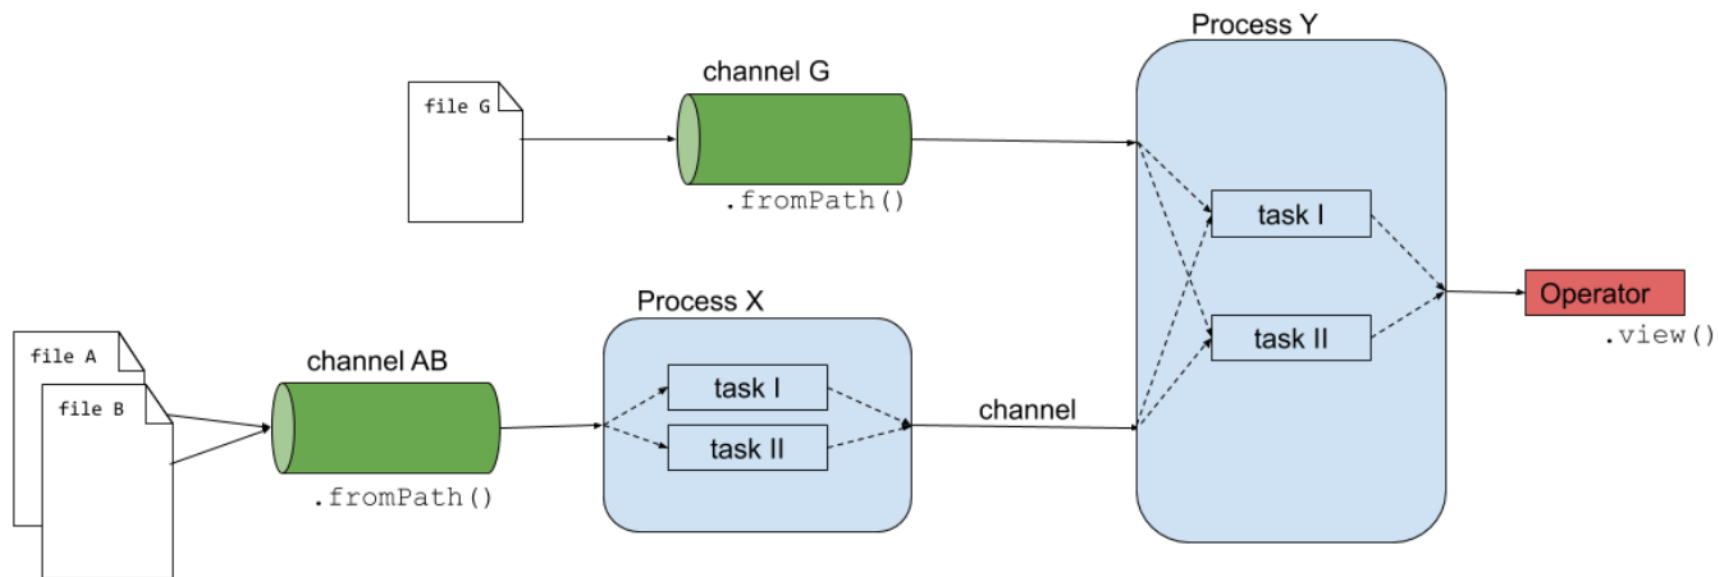 Process Y
channel G
file G
.fromPath()
task I
Process X
task II
Operator
.view()
file A
channel AB
file B
task I
channel
task II
.fromPath()